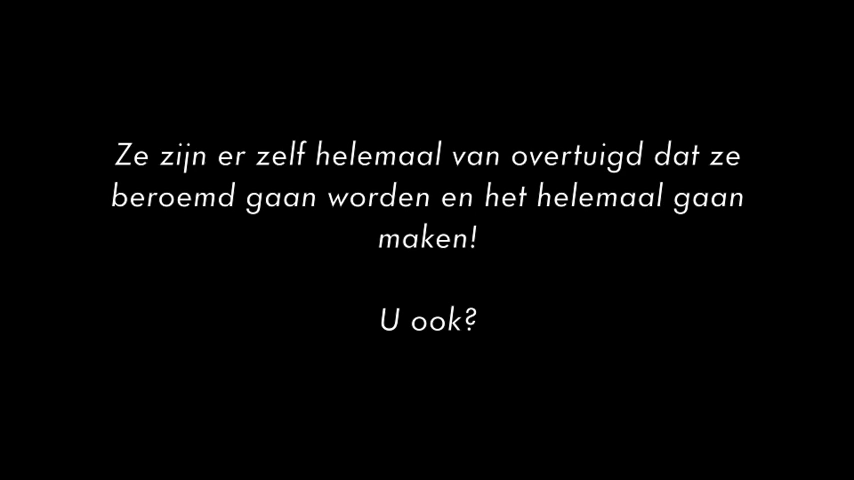 Ze zijn er zelf helemaal van overtuigd dat ze
beroemd gaan worden en het helemaal gaan
maken!
U ook?